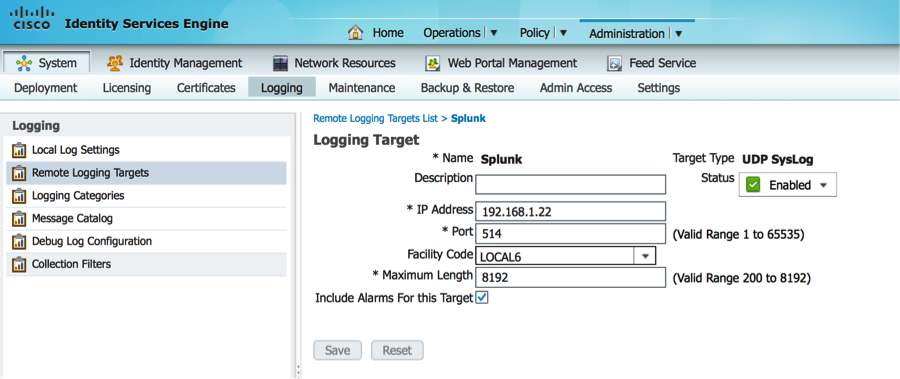 CISCO Identity Services Engine
Home Operations | ▼ Policy | ▼ Administration | ▼
System Identity Management Network Resources Web Portal Management Feed Service
Deployment Licensing Certificates Logging Maintenance Backup & Restore Admin Access Settings
Logging
Local Log Settings
Remote Logging Targets
Logging Categories
Message Catalog
Debug Log Configuration
Collection Filters
Remote Logging Targets List > Splunk
Logging Target
* Name Splunk Target Type UDP SysLog
Description Status Enabled ▼
* IP Address 192.168.1.22
* Port 514 (Valid Range 1 to 65535)
Facility Code LOCAL6
* Maximum Length 8192 (Valid Range 200 to 8192)
Include Alarms For this Target
Save Reset